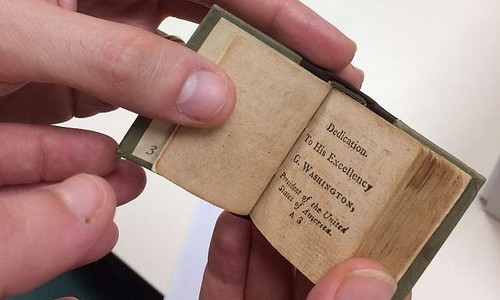 3
Dedication.
To His Excellency
G. WASHINGTON,
President of the United
States of America.
A 3